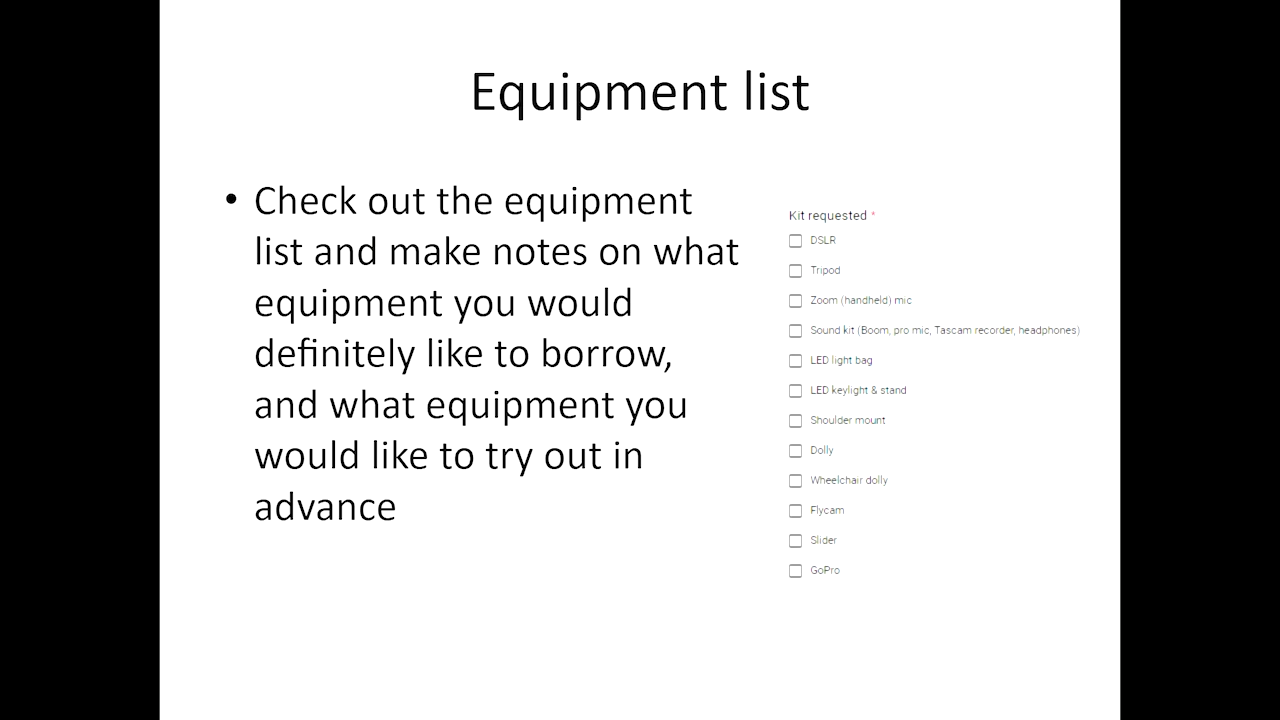 Equipment list
• Check out the equipment
list and make notes on what
equipment you would
definitely like to borrow,
and what equipment you
would like to try out in
advance
Kit requested *
DSLR
Tripod
Zoom (handheld) mic
Sound kit (Boom, pro mic, Tascam recorder, headphones)
LED light bag
LED keylight & stand
Shoulder mount
Dolly
Wheelchair dolly
Flycam
Slider
GoPro